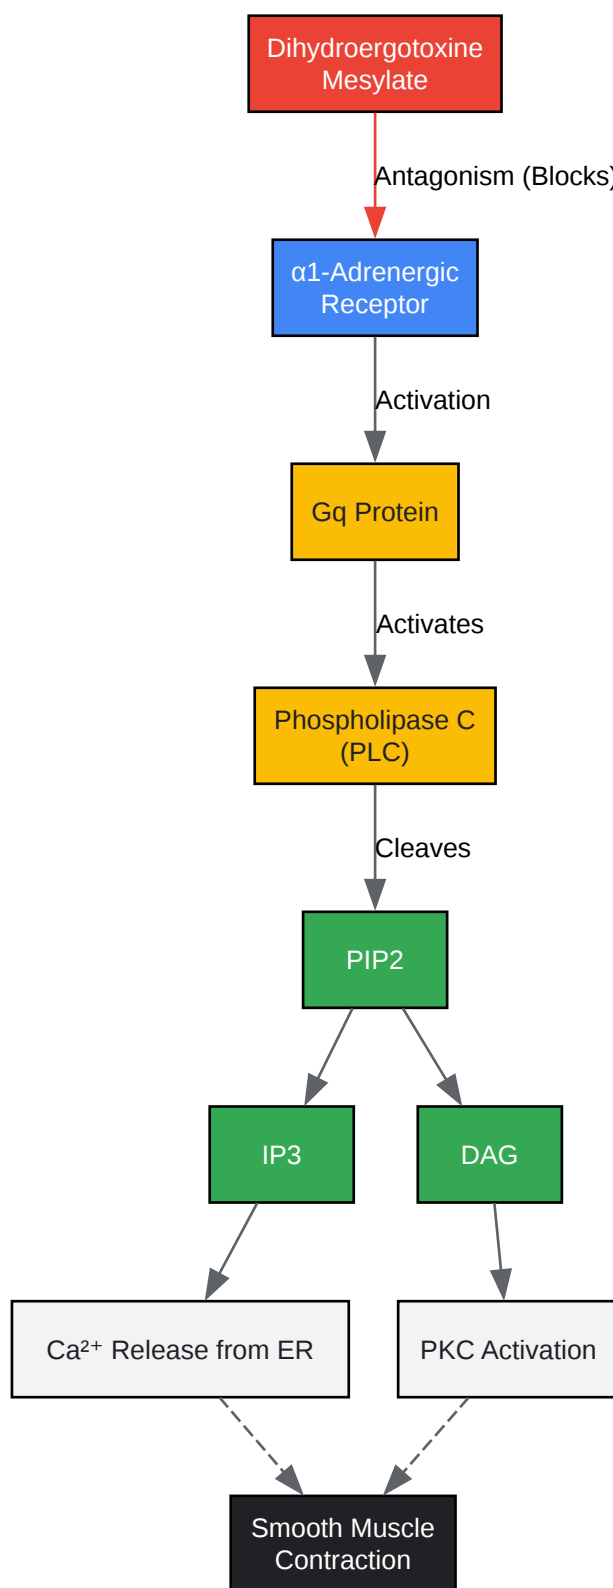 Dihydroergotoxine
Mesylate
Antagonism (Blocks)
α1-Adrenergic
Receptor
Activation
Gq Protein
Activates
Phospholipase C
(PLC)
Cleaves
PIP2
IP3
DAG
Ca²⁺ Release from ER
PKC Activation
Smooth Muscle
Contraction